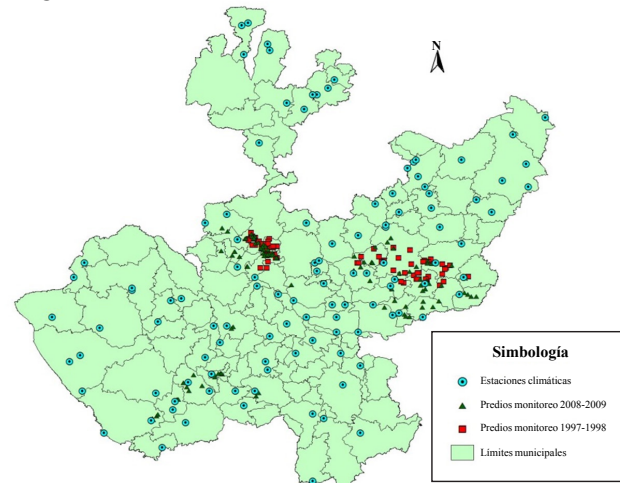 N
Simbología
Estaciones climáticas
Predios monitoreo 2008-2009
Predios monitoreo 1997-1998
Límites municipales